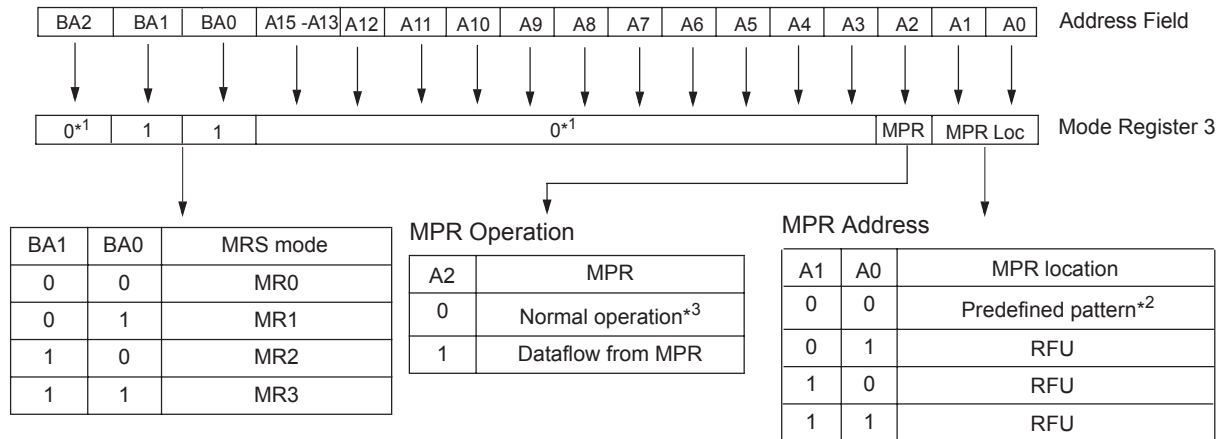 BA2 BA1 BA0 A15 -A13 A12 A11 A10 A9 A8 A7 A6 A5 A4 A3 A2 A1 A0 Address Field
0*1 1 1 0*1 MPR MPR Loc Mode Register 3
BA1 BA0 MRS mode
0 0 MR0
0 1 MR1
1 0 MR2
1 1 MR3
MPR Operation
A2 MPR
0 Normal operation*3
1 Dataflow from MPR
MPR Address
A1 A0 MPR location
0 0 Predefined pattern*2
0 1 RFU
1 0 RFU
1 1 RFU